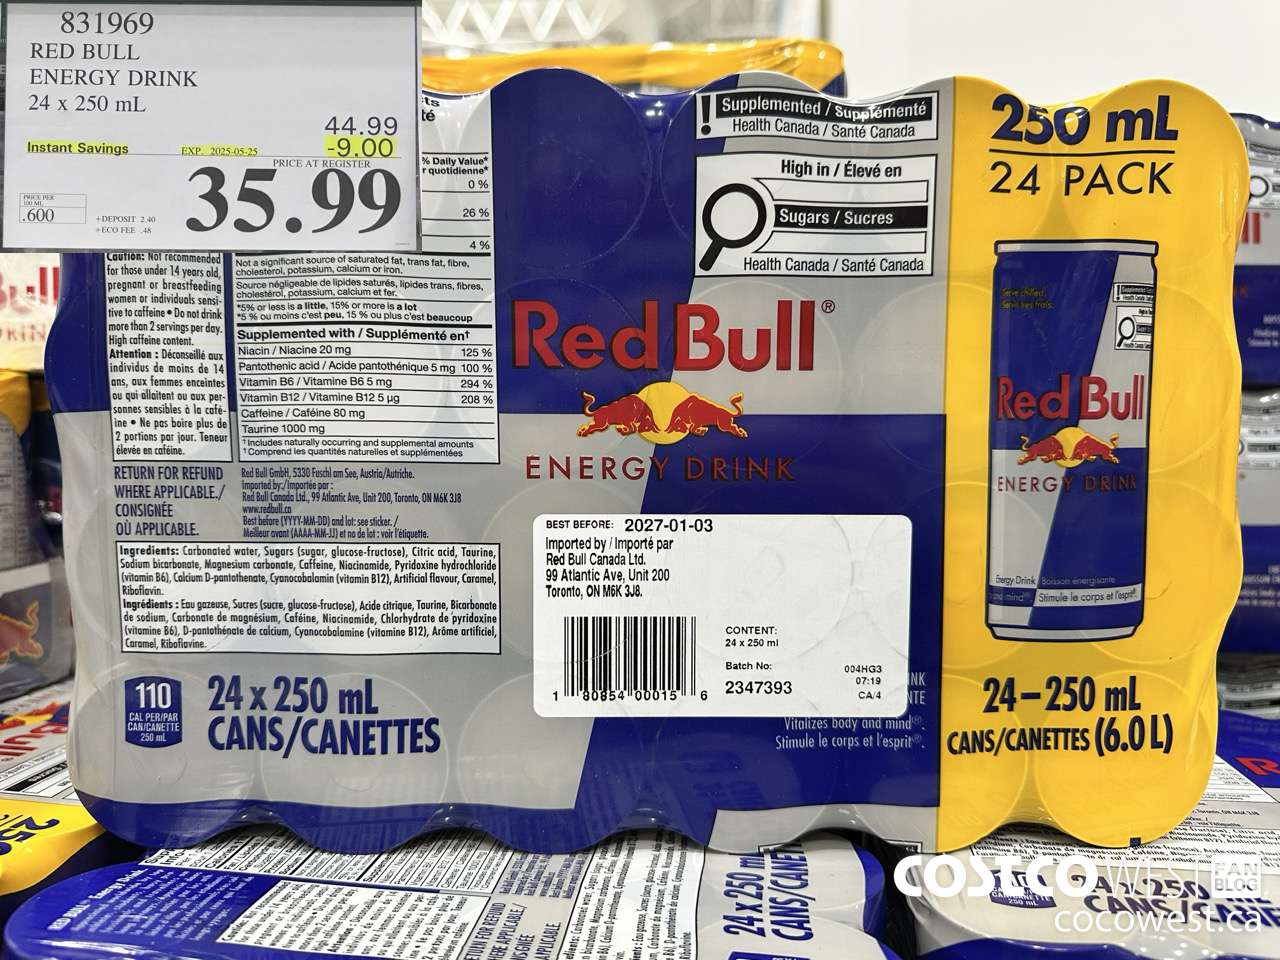 831969
RED BULL
ENERGY DRINK
24 x 250 mL
44.99
Instant Savings EXP. 2025-05-25 -9.00
PRICE AT REGISTER
35.99
PRICE PER
100 ML
.600
+DEPOSIT 2.40
+ECO FEE .48
% Daily Value*
0 %
26 %
4 %
Caution: Not recommended
for those under 14 years old,
pregnant or breastfeeding
women or individuals sensi-
tive to caffeine • Do not drink
more than 2 servings per day.
High caffeine content.
Attention : Déconseillé aux
individus de moins de 14
ans, aux femmes enceintes
ou qui allaitent ou aux per-
sonnes sensibles à la café-
ine • Ne pas boire plus de
2 portions par jour. Teneur
élevée en caféine.
Not a significant source of saturated fat, trans fat, fibre,
cholesterol, potassium, calcium or iron.
Source négligeable de lipides saturés, lipides trans, fibres,
cholestérol, potassium, calcium et fer.
*5% or less is a little, 15% or more is a lot
*5 % ou moins c'est peu, 15 % ou plus c'est beaucoup
Supplemented with / Supplémenté en†
Niacin / Niacine 20 mg 125 %
Pantothenic acid / Acide pantothénique 5 mg 100 %
Vitamin B6 / Vitamine B6 5 mg 294 %
Vitamin B12 / Vitamine B12 5 µg 208 %
Caffeine / Caféine 80 mg
Taurine 1000 mg
†Includes naturally occurring and supplemental amounts
†Comprend les quantités naturelles et supplémentées
RETURN FOR REFUND
WHERE APPLICABLE./
CONSIGNÉE
OÙ APPLICABLE.
Red Bull GmbH, 5330 Fuschl am See, Austria/Autriche.
Imported by:/Importée par :
Red Bull Canada Ltd., 99 Atlantic Ave, Unit 200, Toronto, ON M6K 3J8
www.redbull.ca
Best before (YYYY-MM-DD) and lot: see sticker. /
Meilleur avant (AAAA-MM-JJ) et no de lot : voir l'étiquette.
Ingredients: Carbonated water, Sugars (sugar, glucose-fructose), Citric acid, Taurine,
Sodium bicarbonate, Magnesium carbonate, Caffeine, Niacinamide, Pyridoxine hydrochloride
(vitamin B6), Calcium D-pantothenate, Cyanocobalamin (vitamin B12), Artificial flavour, Caramel,
Riboflavin.
Ingrédients : Eau gazeuse, Sucres (sucre, glucose-fructose), Acide citrique, Taurine, Bicarbonate
de sodium, Carbonate de magnésium, Caféine, Niacinamide, Chlorhydrate de pyridoxine
(vitamine B6), D-pantothénate de calcium, Cyanocobalamine (vitamine B12), Arôme artificiel,
Caramel, Riboflavine.
110
CAL PER/PAR
CAN/CANETTE
250 mL
24 x 250 mL
CANS/CANETTES
! Supplemented / Supplémenté
Health Canada / Santé Canada
High in / Élevé en
Sugars / Sucres
Health Canada / Santé Canada
Red Bull®
ENERGY DRINK
BEST BEFORE: 2027-01-03
Imported by / Importé par
Red Bull Canada Ltd.
99 Atlantic Ave, Unit 200
Toronto, ON M6K 3J8.
CONTENT:
24 x 250 ml
Batch No:
2347393
004HG3
07:19
CA/4
1 80854 00015 6
Vitalizes body and mind®.
Stimule le corps et l'esprit®.
250 mL
24 PACK
Serve chilled.
Servir très frais.
Red Bull
ENERGY DRINK
Energy Drink Boisson énergisante
Stimule le corps et l'esprit®.
24–250 mL
CANS/CANETTES (6.0 L)
24x250 mL
CANS/CANE
COSTCO WEST FAN BLOG
cocowest.ca